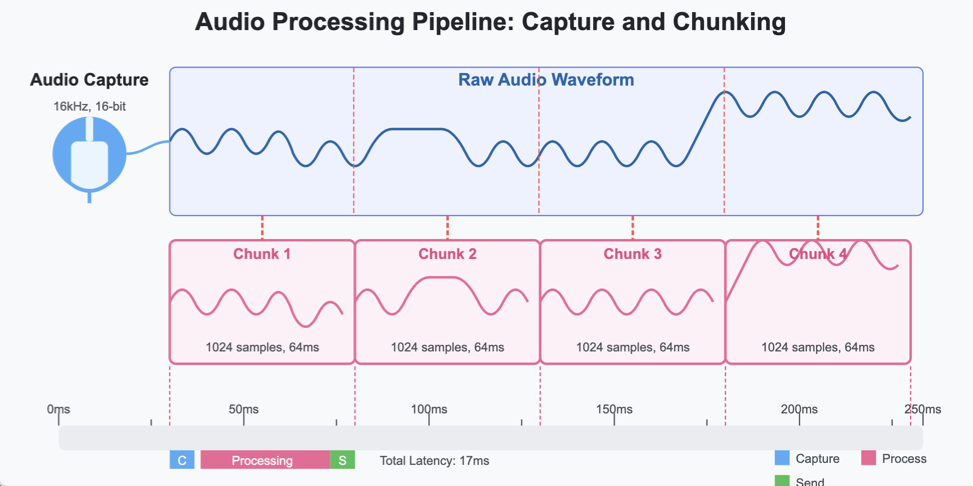 Audio Processing Pipeline: Capture and Chunking
Audio Capture
16kHz, 16-bit
Raw Audio Waveform
Chunk 1
Chunk 2
Chunk 3
Chunk 4
1024 samples, 64ms
1024 samples, 64ms
1024 samples, 64ms
1024 samples, 64ms
0ms
50ms
100ms
150ms
200ms
250ms
C
Processing
S
Total Latency: 17ms
Capture
Process
Send